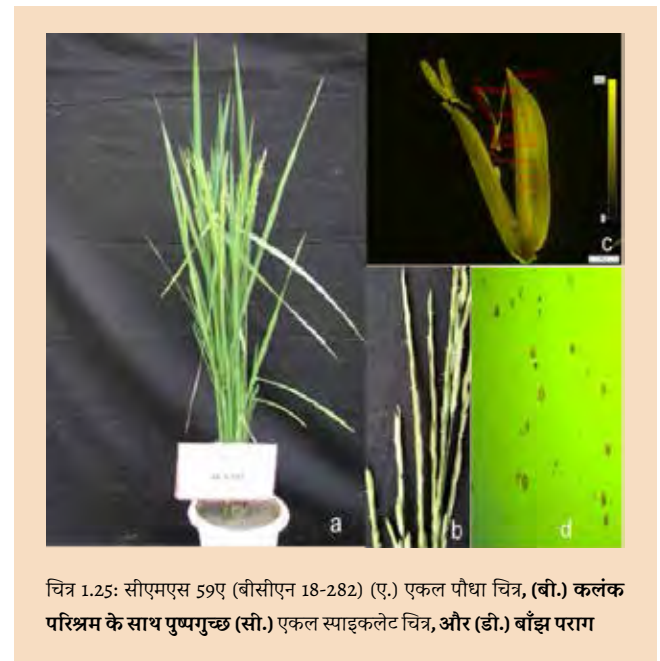 c
a
b
d
चित्र 1.25: सीएमएस 59ए (बीसीएन 18-282) (ए.) एकल पौधा चित्र, (बी.) कलंक
परिश्रम के साथ पुष्पगुच्छ (सी.) एकल स्पाइकलेट चित्र, और (डी.) बाँझ पराग